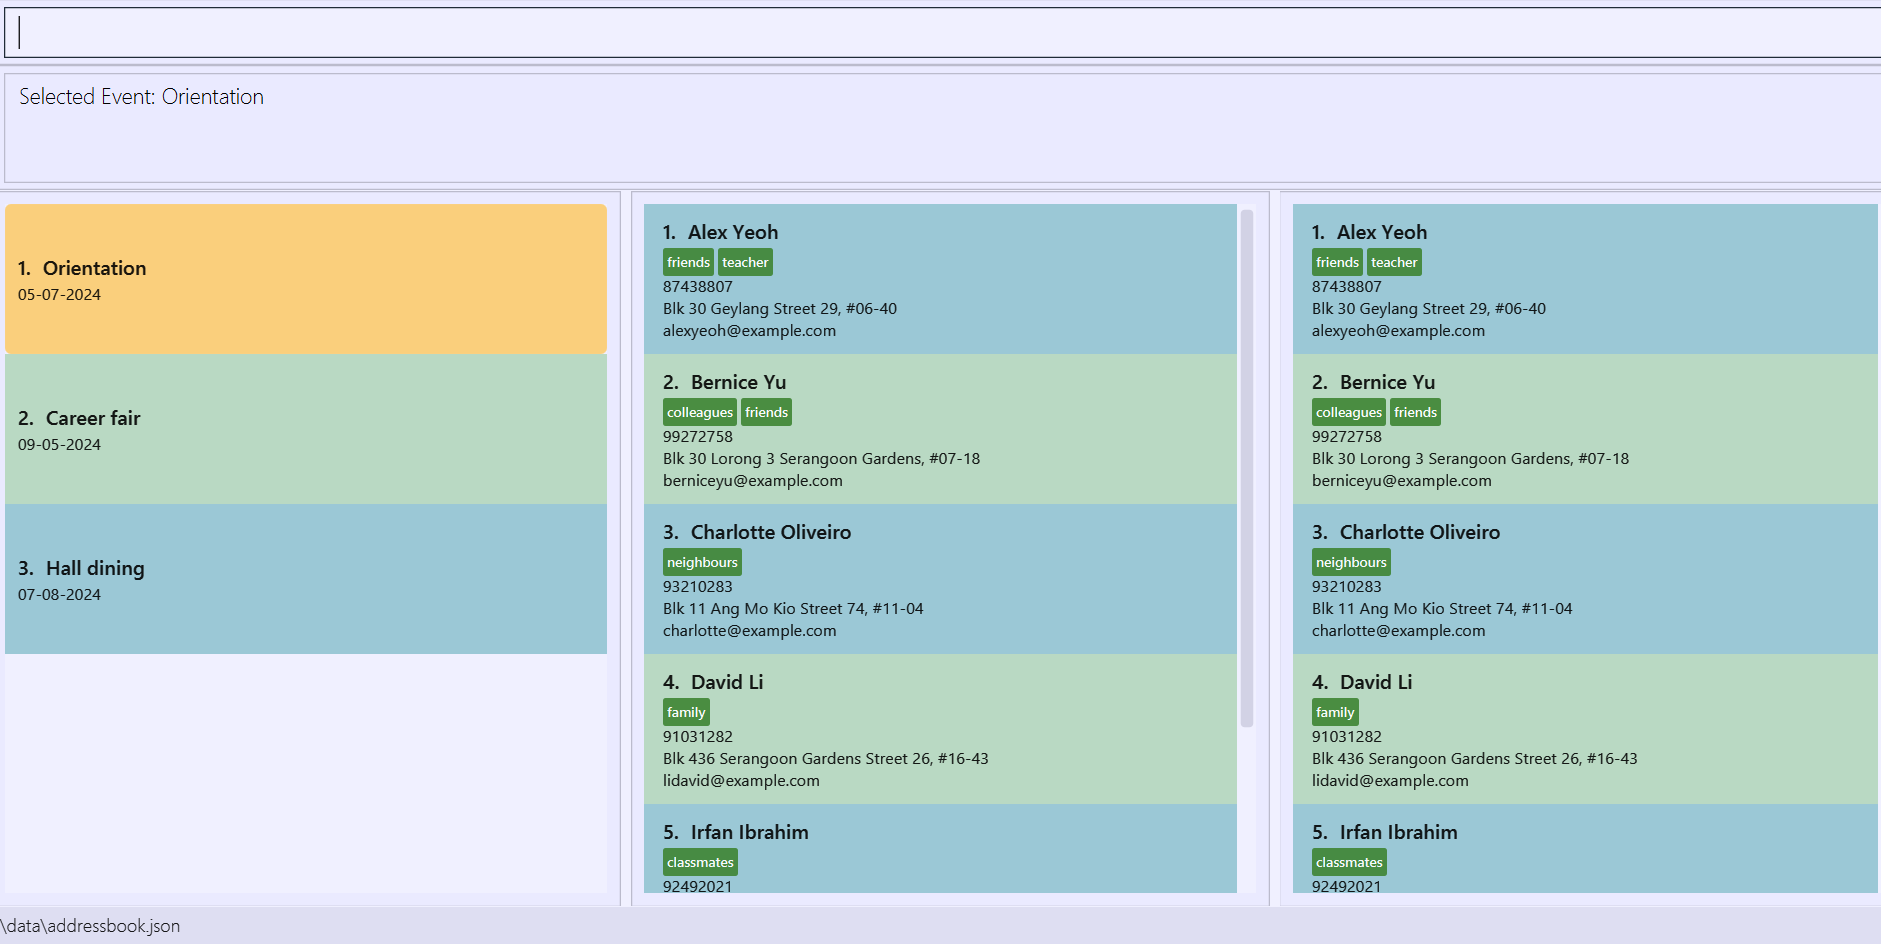 Selected Event: Orientation
1. Orientation
05-07-2024
2. Career fair
09-05-2024
3. Hall dining
07-08-2024
1. Alex Yeoh
friends teacher
87438807
Blk 30 Geylang Street 29, #06-40
alexyeoh@example.com
2. Bernice Yu
colleagues friends
99272758
Blk 30 Lorong 3 Serangoon Gardens, #07-18
berniceyu@example.com
3. Charlotte Oliveiro
neighbours
93210283
Blk 11 Ang Mo Kio Street 74, #11-04
charlotte@example.com
4. David Li
family
91031282
Blk 436 Serangoon Gardens Street 26, #16-43
lidavid@example.com
5. Irfan Ibrahim
classmates
92492021
1. Alex Yeoh
friends teacher
87438807
Blk 30 Geylang Street 29, #06-40
alexyeoh@example.com
2. Bernice Yu
colleagues friends
99272758
Blk 30 Lorong 3 Serangoon Gardens, #07-18
berniceyu@example.com
3. Charlotte Oliveiro
neighbours
93210283
Blk 11 Ang Mo Kio Street 74, #11-04
charlotte@example.com
4. David Li
family
91031282
Blk 436 Serangoon Gardens Street 26, #16-43
lidavid@example.com
5. Irfan Ibrahim
classmates
92492021
\data\addressbook.json